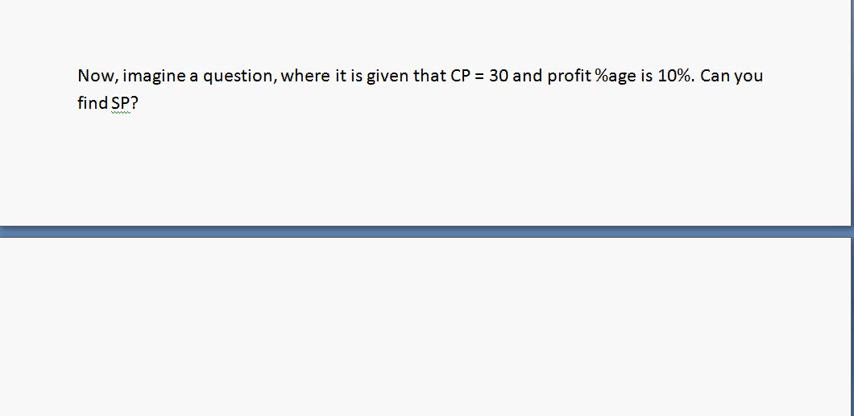 Now, imagine a question, where it is given that CP = 30 and profit %age is 10%. Can you
find SP?